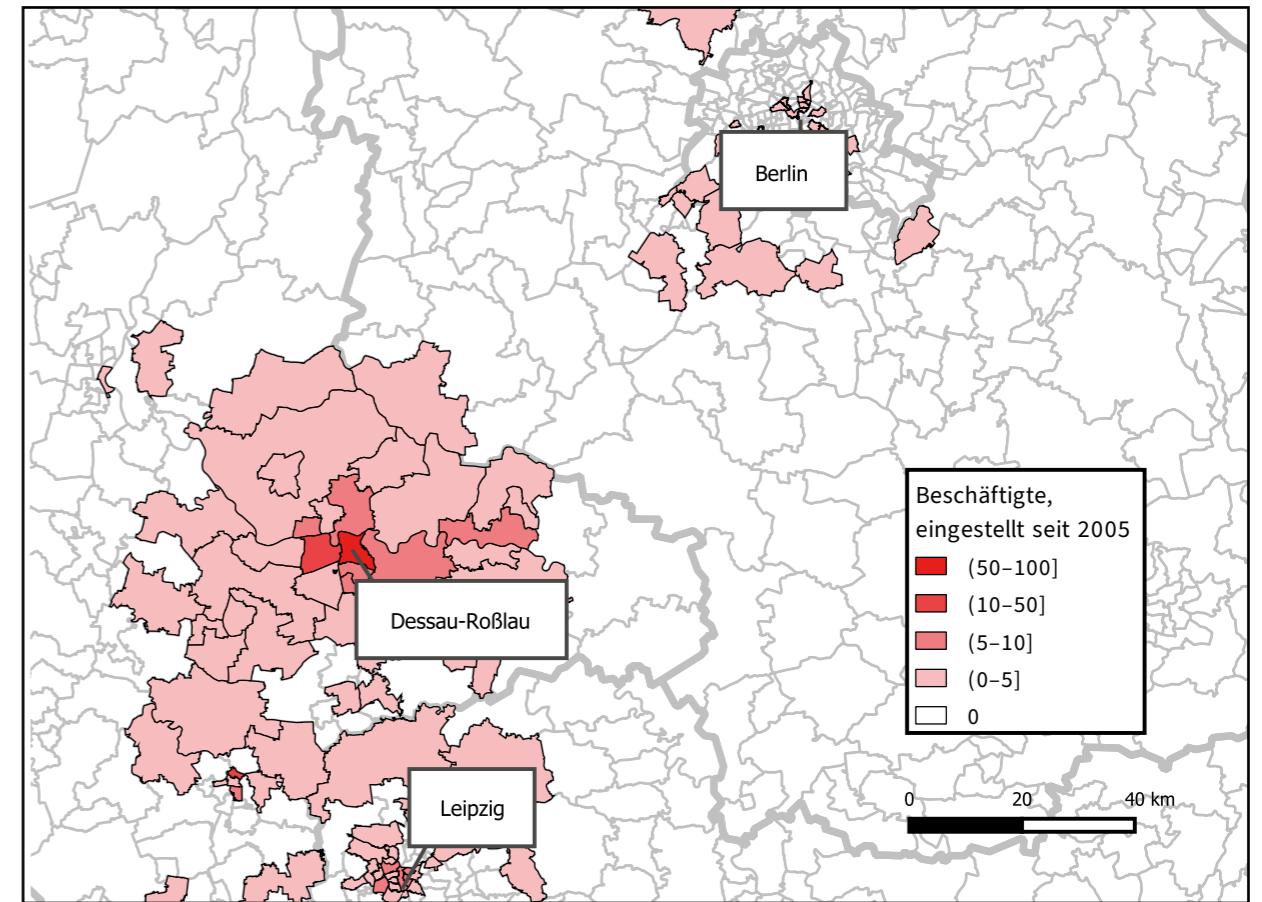 Berlin
Beschäftigte,
eingestellt seit 2005
(50–100]
(10–50]
(5–10]
(0–5]
0
Dessau-Roßlau
Leipzig
0 20 40 km